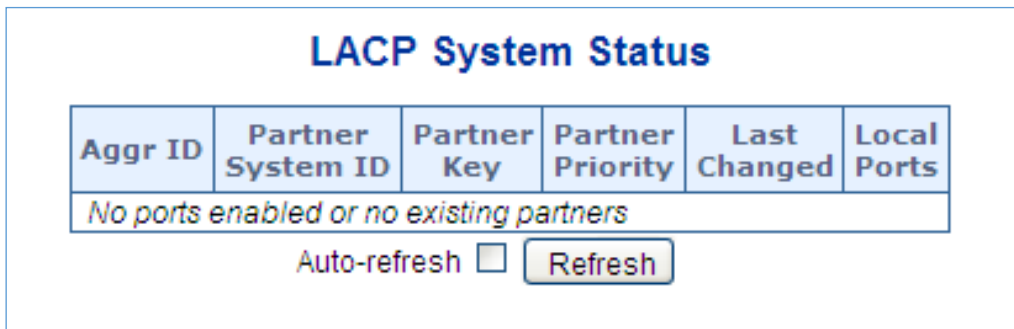 LACP System Status
Aggr ID Partner System ID Partner Key Partner Priority Last Changed Local Ports
No ports enabled or no existing partners
Auto-refresh Refresh